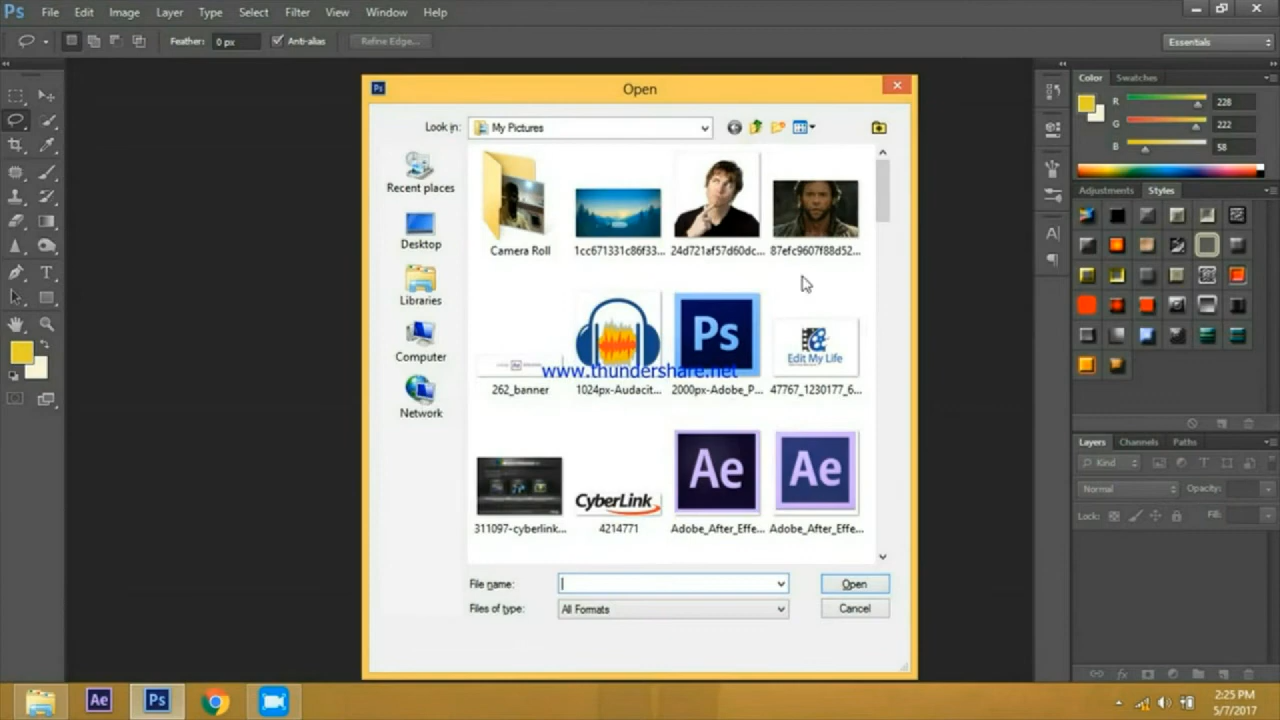 Ps File Edit Image Layer Type Select Filter View Window Help
Feather: 0 px Anti-alias Refine Edge... Essentials
Open
Color Swatches
R 228
G 222
B 58
Look in: My Pictures
Recent places
Desktop
Libraries
Computer
Network
Camera Roll 1cc671331c86f33... 24d721af57d60dc... 87efc9607f88d52...
Ps
Edit My Life
www.thundershare.net
262_banner 1024px-Audacit... 2000px-Adobe_P... 47767_1230177_6...
CyberLink Ae Ae
311097-cyberlink... 4214771 Adobe_After_Effe... Adobe_After_Effe...
File name: Open
Files of type: All Formats Cancel
Adjustments Styles
Layers Channels Paths
Kind
Normal Opacity:
Lock: Fill:
Ae Ps
2:25 PM
5/7/2017